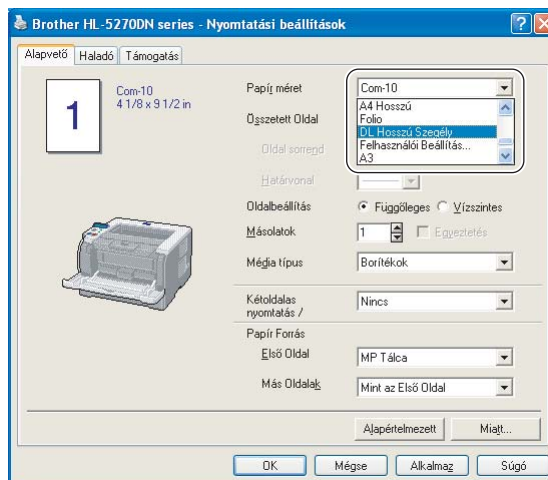 Brother HL-5270DN series - Nyomtatási beállítások
Alapvető Haladó Támogatás
1
Com-10
4 1/8 x 9 1/2 in
Papír méret Com-10
A4 Hosszú
Folio
DL Hosszú Szegély
Felhasználói Beállítás...
A3
Összetett Oldal
Oldal sorrend
Határvonal
Oldalbeállítás Függőleges Vízszintes
Másolatok 1 Egyeztetés
Média típus Borítékok
Kétoldalas
nyomtatás / Nincs
Papír Forrás
Első Oldal MP Tálca
Más Oldalak Mint az Első Oldal
Alapértelmezett Miatt...
OK Mégse Alkalmaz Súgó